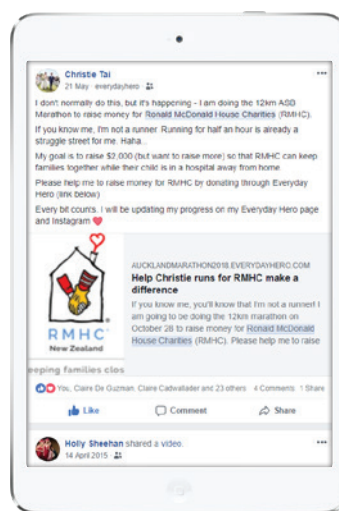 Christie Tai
21 May · everydayhero ·
I don't normally do this, but it's happening - I am doing the 12km ASB
Marathon to raise money for Ronald McDonald House Charities (RMHC).
If you know me, I'm not a runner. Running for half an hour is already a
struggle street for me. Haha..
My goal is to raise $2,000 (but want to raise more) so that RMHC can keep
families together while their child is in a hospital away from home.
Please help me to raise money for RMHC by donating through Everyday
Hero (link below)
Every bit counts. I will be updating my progress on my Everyday Hero page
and Instagram ❤
RMHC
New Zealand
eeping families clos
AUCKLANDMARATHON2018.EVERYDAYHERO.COM
Help Christie runs for RMHC make a
difference
If you know me, you'll know that I'm not a runner! I
am going to be doing the 12km marathon on
October 28 to raise money for Ronald McDonald
House Charities (RMHC). Please help me to raise
You, Claire De Guzman, Claire Cadwallader and 23 others 4 Comments 1 Share
Like Comment Share
Holly Sheehan shared a video.
14 April 2015 ·